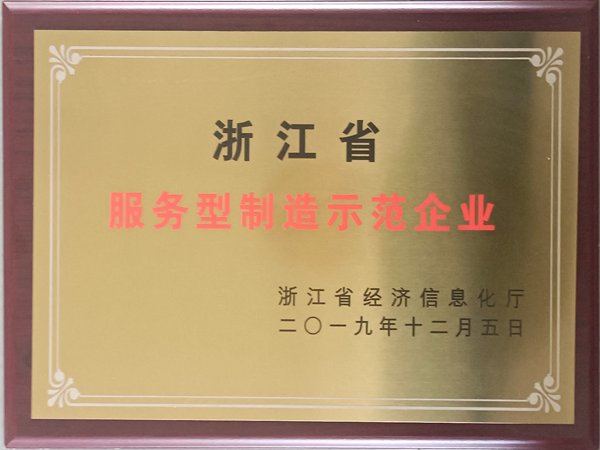 浙江省
服务型制造示范企业
浙江省经济信息化厅
二〇一九年十二月五日